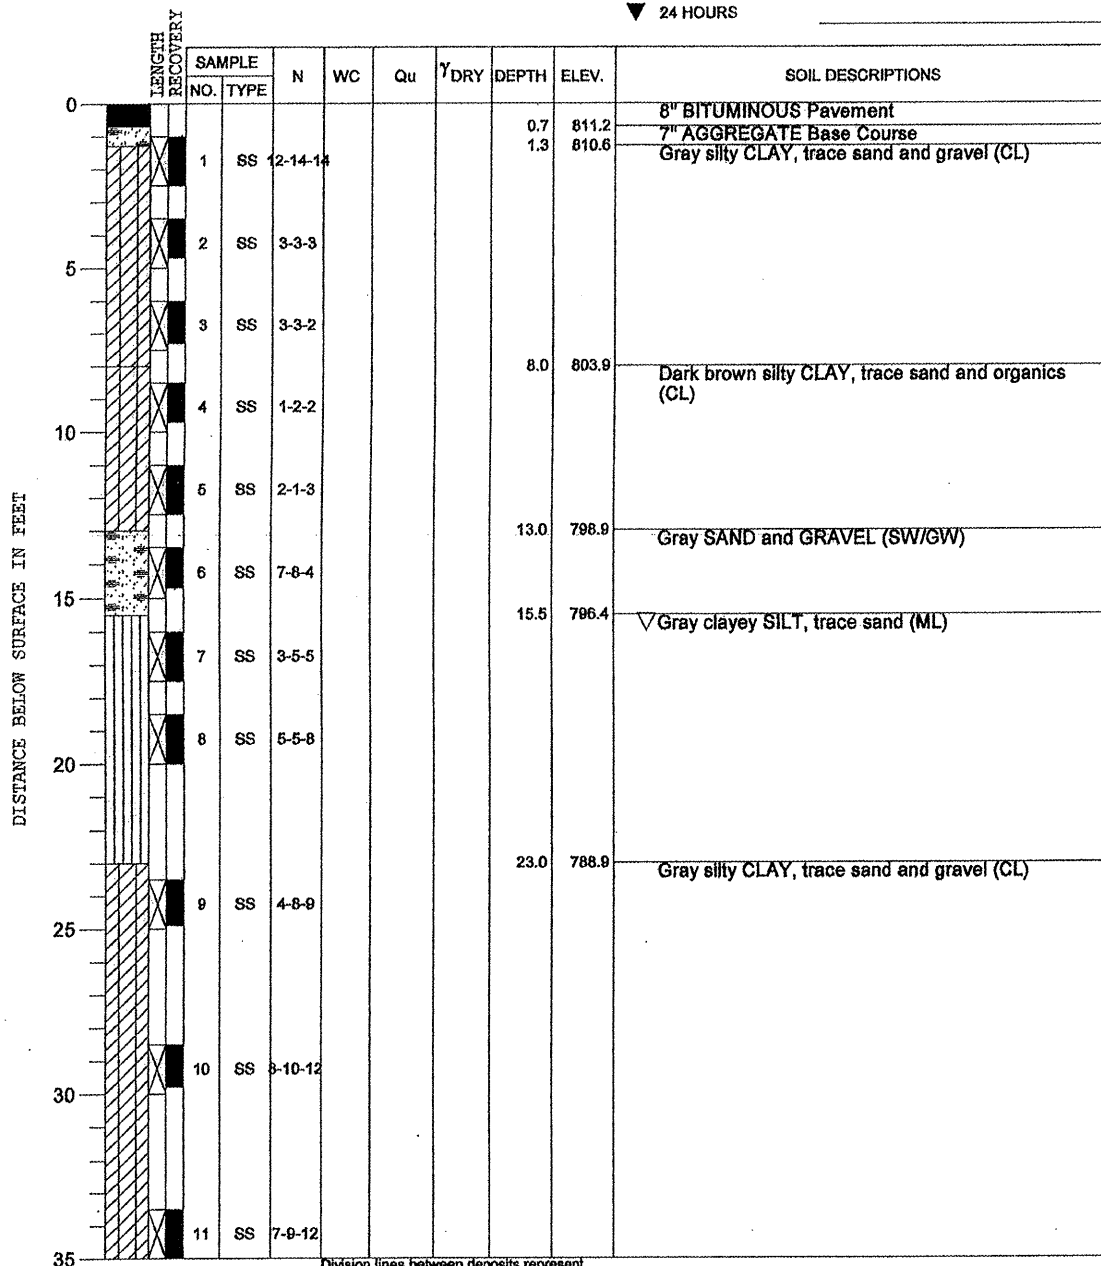 ▼ 24 HOURS
LENGTH
RECOVERY
SAMPLE
NO. TYPE N WC Qu γDRY DEPTH ELEV. SOIL DESCRIPTIONS
0
8" BITUMINOUS Pavement
0.7 811.2
7" AGGREGATE Base Course
1.3 810.6
Gray silty CLAY, trace sand and gravel (CL)
1 SS 12-14-14
2 SS 3-3-3
5
3 SS 3-3-2
8.0 803.9
Dark brown silty CLAY, trace sand and organics
(CL)
4 SS 1-2-2
10
5 SS 2-1-3
13.0 798.9
Gray SAND and GRAVEL (SW/GW)
6 SS 7-8-4
15
15.5 796.4
▽ Gray clayey SILT, trace sand (ML)
7 SS 3-5-5
8 SS 5-5-8
20
23.0 788.9
Gray silty CLAY, trace sand and gravel (CL)
9 SS 4-8-9
25
10 SS 8-10-12
30
11 SS 7-9-12
35
DISTANCE BELOW SURFACE IN FEET
Division lines between deposits represent